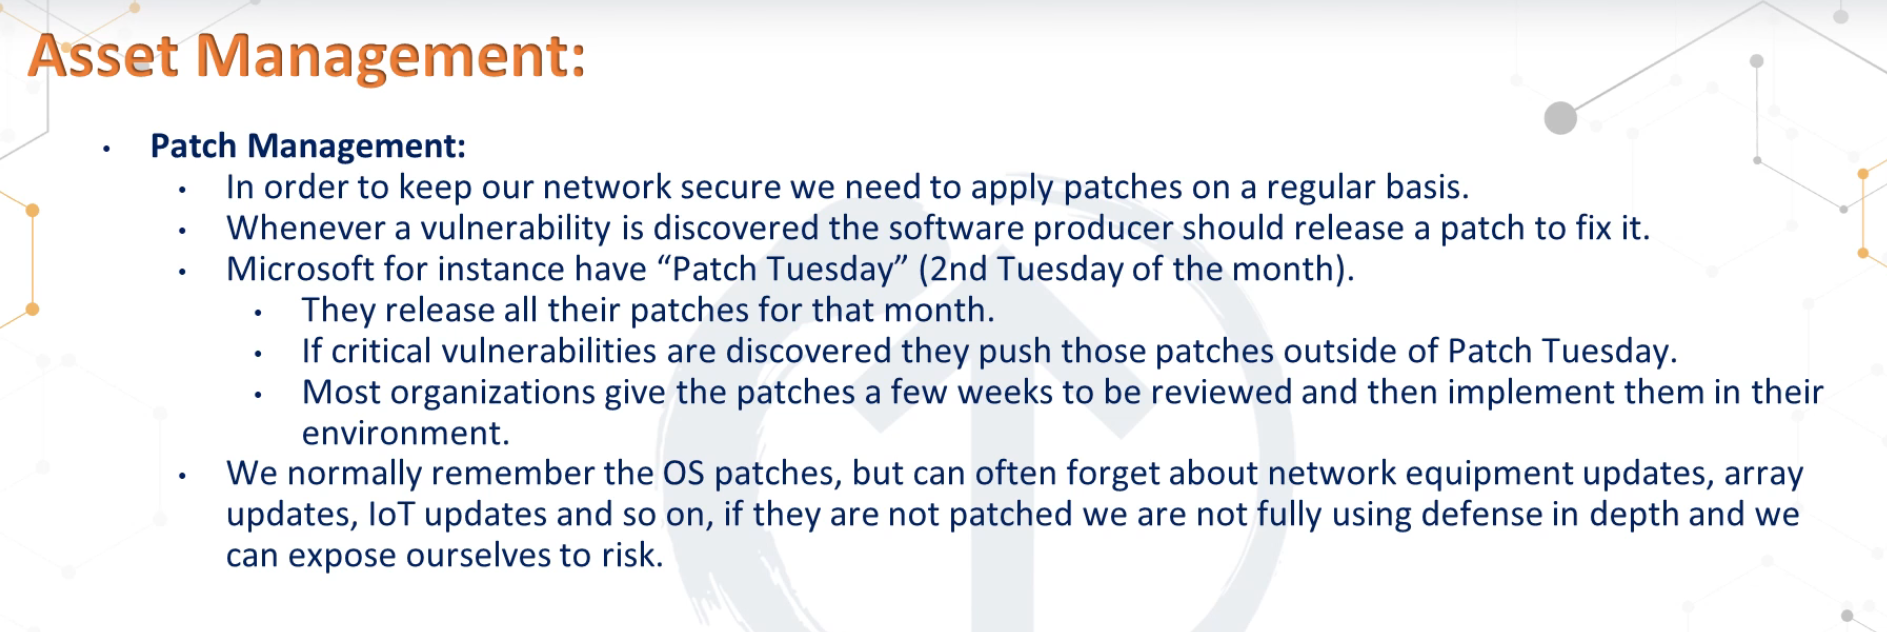 Asset Management:
• Patch Management:
• In order to keep our network secure we need to apply patches on a regular basis.
• Whenever a vulnerability is discovered the software producer should release a patch to fix it.
• Microsoft for instance have “Patch Tuesday” (2nd Tuesday of the month).
• They release all their patches for that month.
• If critical vulnerabilities are discovered they push those patches outside of Patch Tuesday.
• Most organizations give the patches a few weeks to be reviewed and then implement them in their
environment.
• We normally remember the OS patches, but can often forget about network equipment updates, array
updates, IoT updates and so on, if they are not patched we are not fully using defense in depth and we
can expose ourselves to risk.